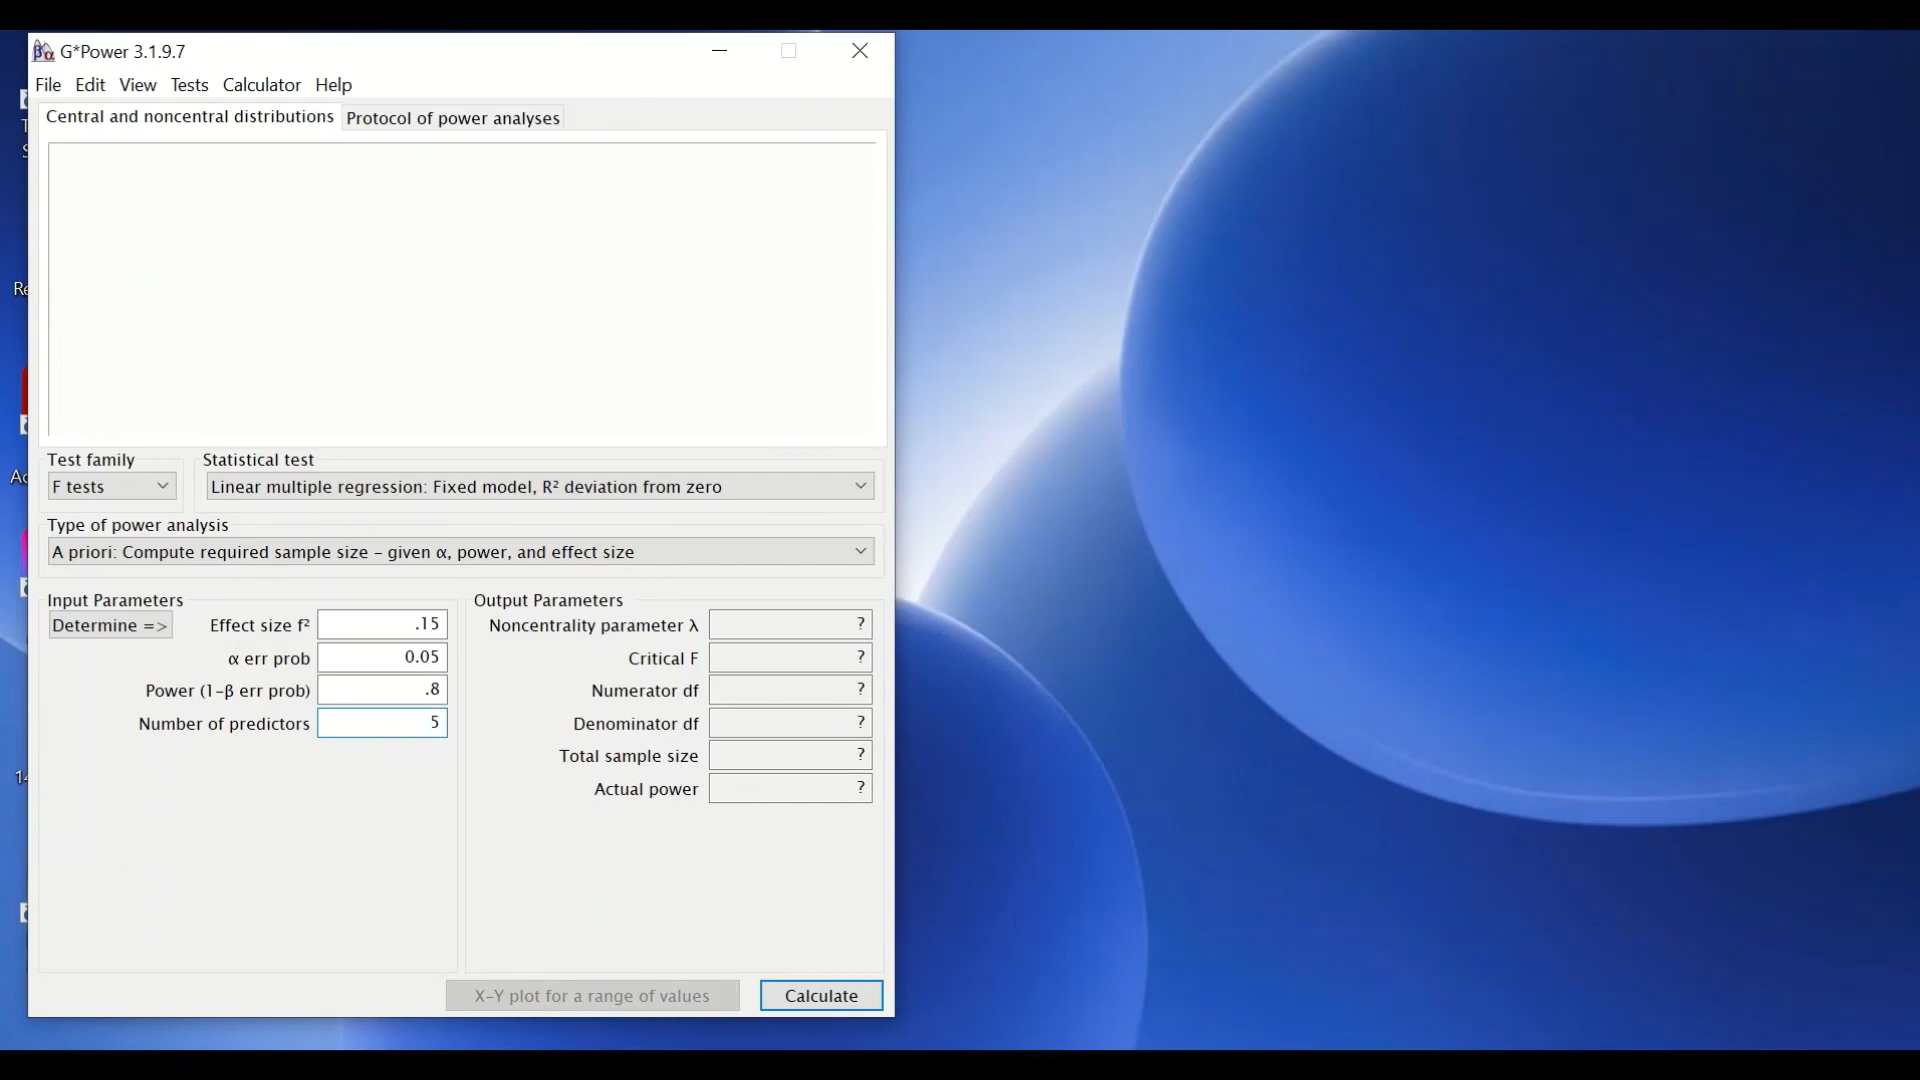 G*Power 3.1.9.7
File Edit View Tests Calculator Help
Central and noncentral distributions Protocol of power analyses
Re
Test family Statistical test
F tests Linear multiple regression: Fixed model, R² deviation from zero
Type of power analysis
A priori: Compute required sample size - given α, power, and effect size
Input Parameters Output Parameters
Determine => Effect size f² .15 Noncentrality parameter λ ?
α err prob 0.05 Critical F ?
Power (1-β err prob) .8 Numerator df ?
Number of predictors 5 Denominator df ?
Total sample size ?
Actual power ?
X-Y plot for a range of values Calculate